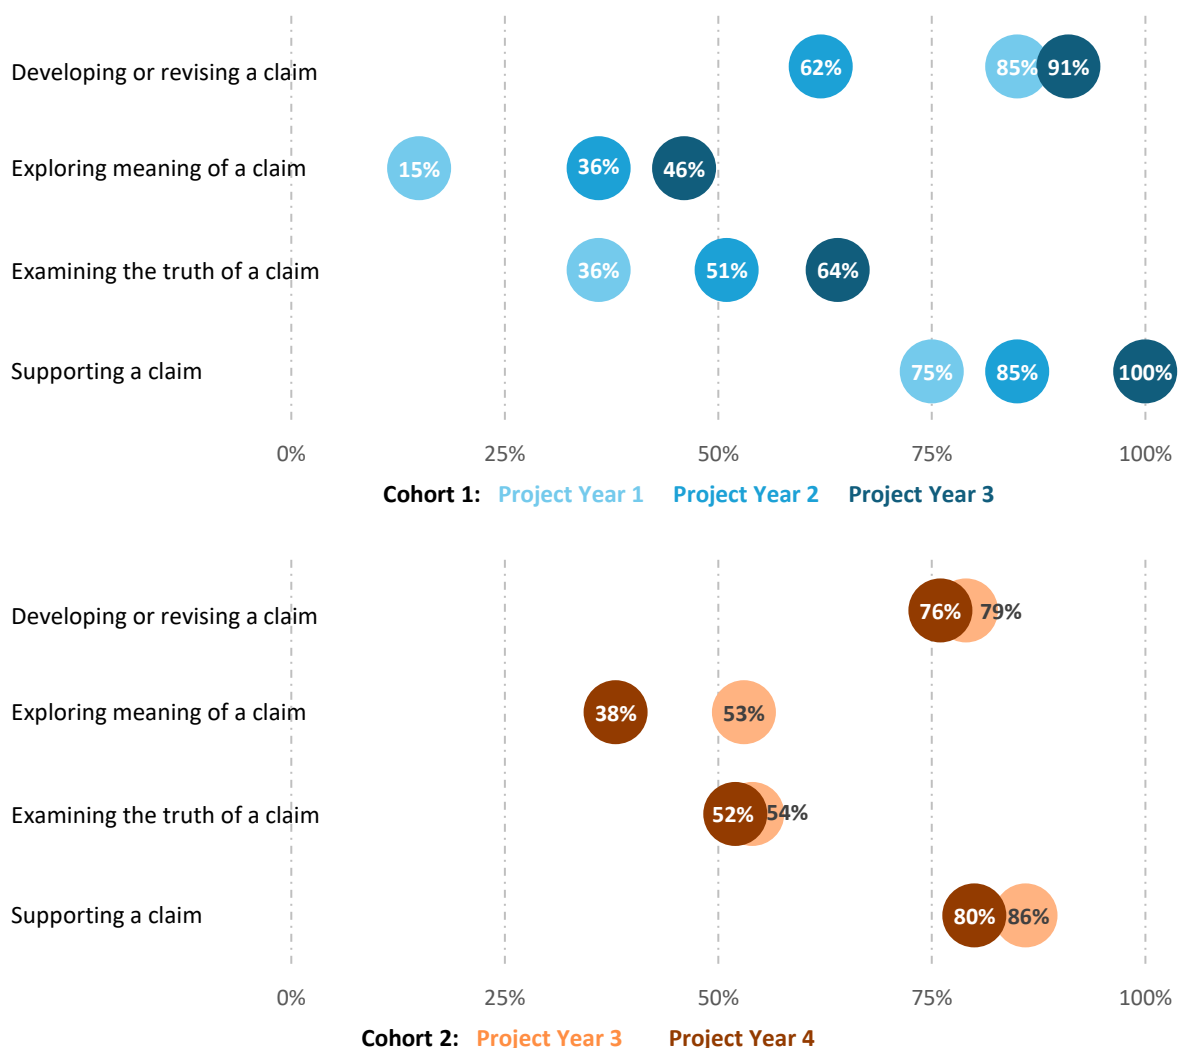 Developing or revising a claim 62% 85% 91%
Exploring meaning of a claim 15% 36% 46%
Examining the truth of a claim 36% 51% 64%
Supporting a claim 75% 85% 100%
0% 25% 50% 75% 100%
Cohort 1: Project Year 1 Project Year 2 Project Year 3
Developing or revising a claim 76% 79%
Exploring meaning of a claim 38% 53%
Examining the truth of a claim 52% 54%
Supporting a claim 80% 86%
0% 25% 50% 75% 100%
Cohort 2: Project Year 3 Project Year 4